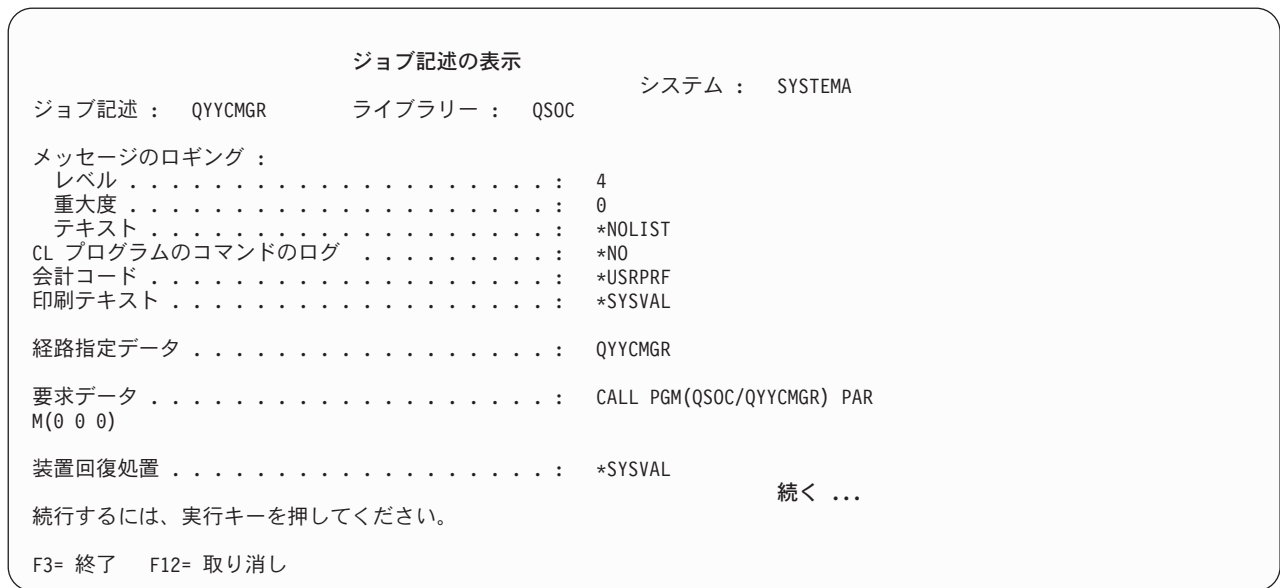 ジョブ記述の表示
システム : SYSTEMA
ジョブ記述 : QYYCMGR ライブラリー : QSOC
メッセージのロギング :
レベル . . . . . . . . . . . . . . . . . . . . : 4
重大度 . . . . . . . . . . . . . . . . . . . . : 0
テキスト . . . . . . . . . . . . . . . . . . . : *NOLIST
CL プログラムのコマンドのログ . . . . . . . . . : *NO
会計コード . . . . . . . . . . . . . . . . . . . : *USRPRF
印刷テキスト . . . . . . . . . . . . . . . . . . : *SYSVAL
経路指定データ . . . . . . . . . . . . . . . . . : QYYCMGR
要求データ . . . . . . . . . . . . . . . . . . . : CALL PGM(QSOC/QYYCMGR) PAR
M(0 0 0)
装置回復処置 . . . . . . . . . . . . . . . . . . : *SYSVAL
続く ...
続行するには、実行キーを押してください。
F3= 終了 F12= 取り消し